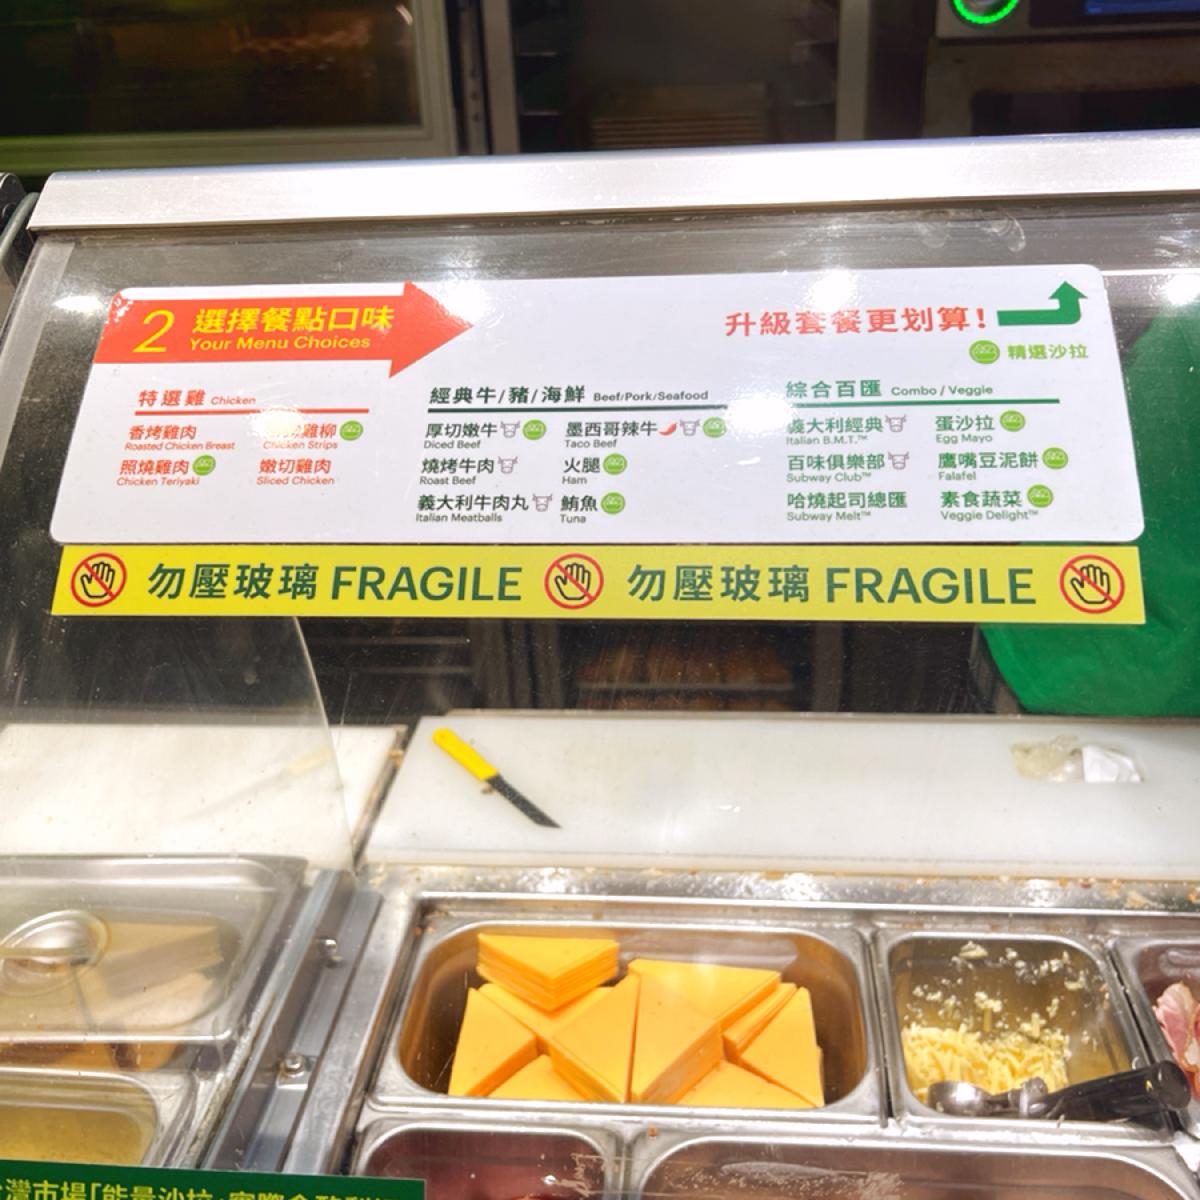 2 選擇餐點口味
Your Menu Choices
升級套餐更划算!
精選沙拉
特選雞 Chicken
香烤雞肉
Roasted Chicken Breast
雞柳
Chicken Strips
照燒雞肉
Chicken Teriyaki
嫩切雞肉
Sliced Chicken
經典牛/豬/海鮮 Beef/Pork/Seafood
厚切嫩牛
Diced Beef
墨西哥辣牛
Taco Beef
燒烤牛肉
Roast Beef
火腿
Ham
義大利牛肉丸
Italian Meatballs
鮪魚
Tuna
綜合百匯 Combo / Veggie
義大利經典
Italian B.M.T.™
蛋沙拉
Egg Mayo
百味俱樂部
Subway Club™
鷹嘴豆泥餅
Falafel
哈燒起司總匯
Subway Melt™
素食蔬菜
Veggie Delight™
勿壓玻璃 FRAGILE 勿壓玻璃 FRAGILE
灣市場「能量沙拉